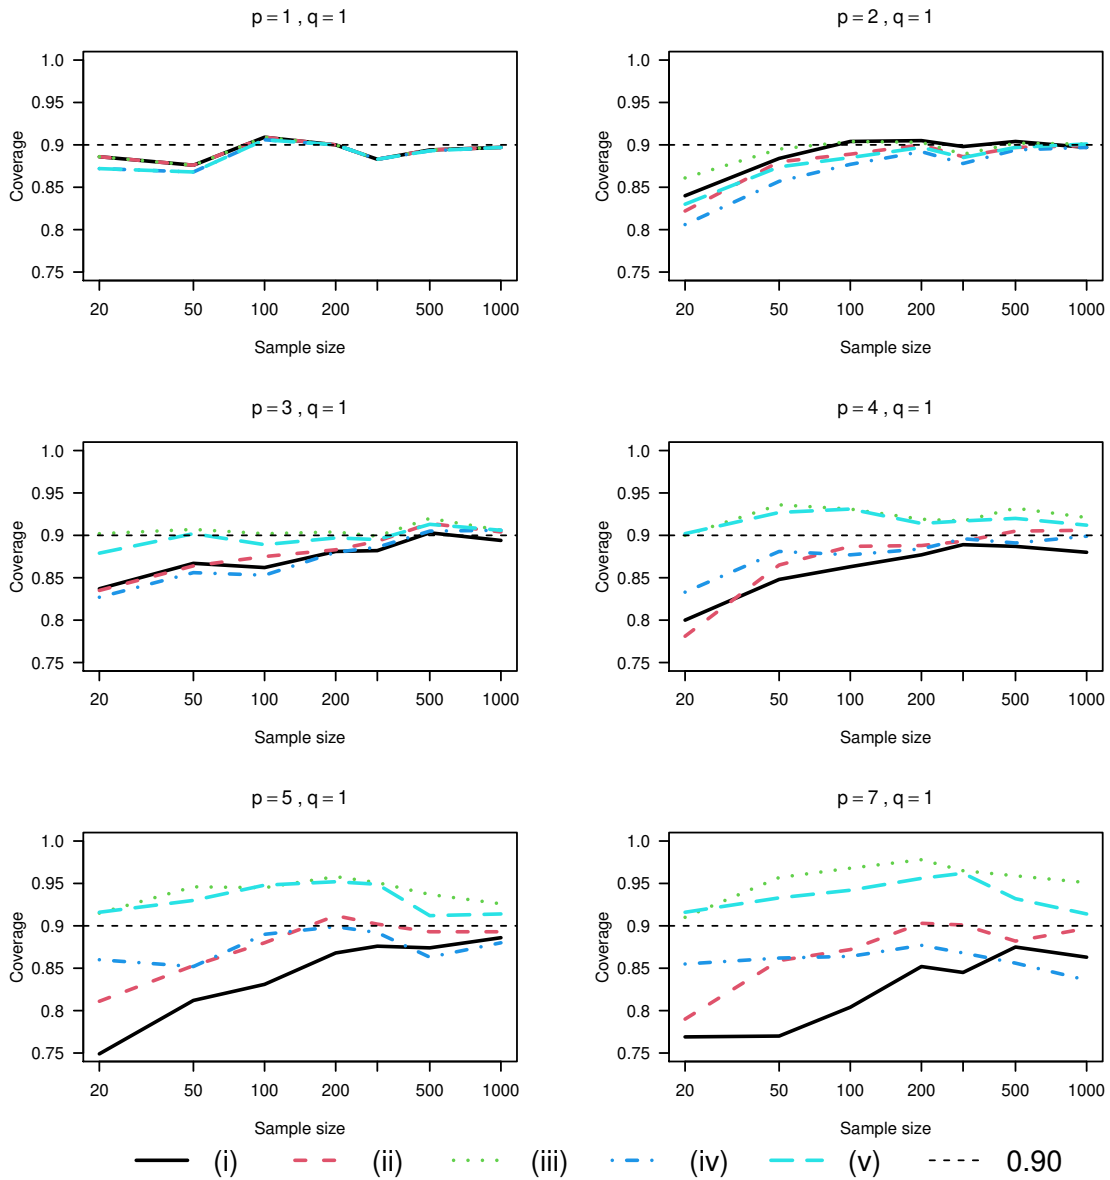 p = 1 , q = 1
1.0
0.95
0.9
0.85
0.8
0.75
Coverage
20 50 100 200 500 1000
Sample size
p = 2 , q = 1
1.0
0.95
0.9
0.85
0.8
0.75
Coverage
20 50 100 200 500 1000
Sample size
p = 3 , q = 1
1.0
0.95
0.9
0.85
0.8
0.75
Coverage
20 50 100 200 500 1000
Sample size
p = 4 , q = 1
1.0
0.95
0.9
0.85
0.8
0.75
Coverage
20 50 100 200 500 1000
Sample size
p = 5 , q = 1
1.0
0.95
0.9
0.85
0.8
0.75
Coverage
20 50 100 200 500 1000
Sample size
p = 7 , q = 1
1.0
0.95
0.9
0.85
0.8
0.75
Coverage
20 50 100 200 500 1000
Sample size
(i) (ii) (iii) (iv) (v) 0.90